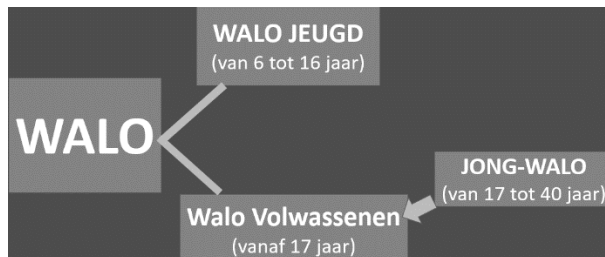 WALO JEUGD
(van 6 tot 16 jaar)
WALO
JONG-WALO
(van 17 tot 40 jaar)
Walo Volwassenen
(vanaf 17 jaar)